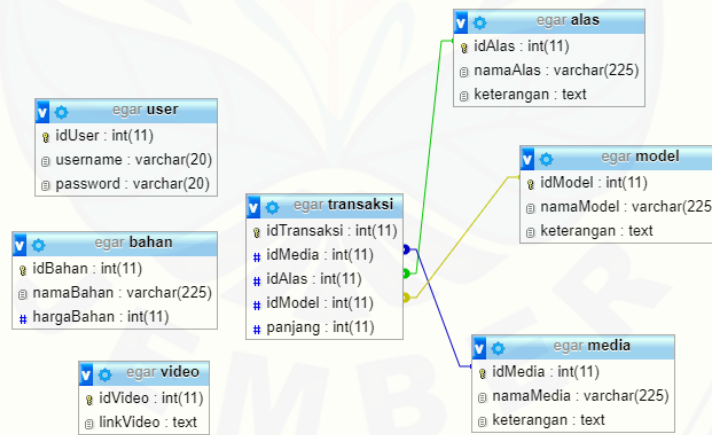 egar alas
idAlas : int(11)
namaAlas : varchar(225)
keterangan : text
egar user
idUser : int(11)
username : varchar(20)
password : varchar(20)
egar model
idModel : int(11)
namaModel : varchar(225
keterangan : text
egar transaksi
idTransaksi : int(11)
# idMedia : int(11)
# idAlas : int(11)
# idModel : int(11)
# panjang : int(11)
egar bahan
idBahan : int(11)
namaBahan : varchar(225)
# hargaBahan : int(11)
egar media
idMedia : int(11)
namaMedia : varchar(225)
keterangan : text
egar video
idVideo : int(11)
linkVideo : text
EMBER